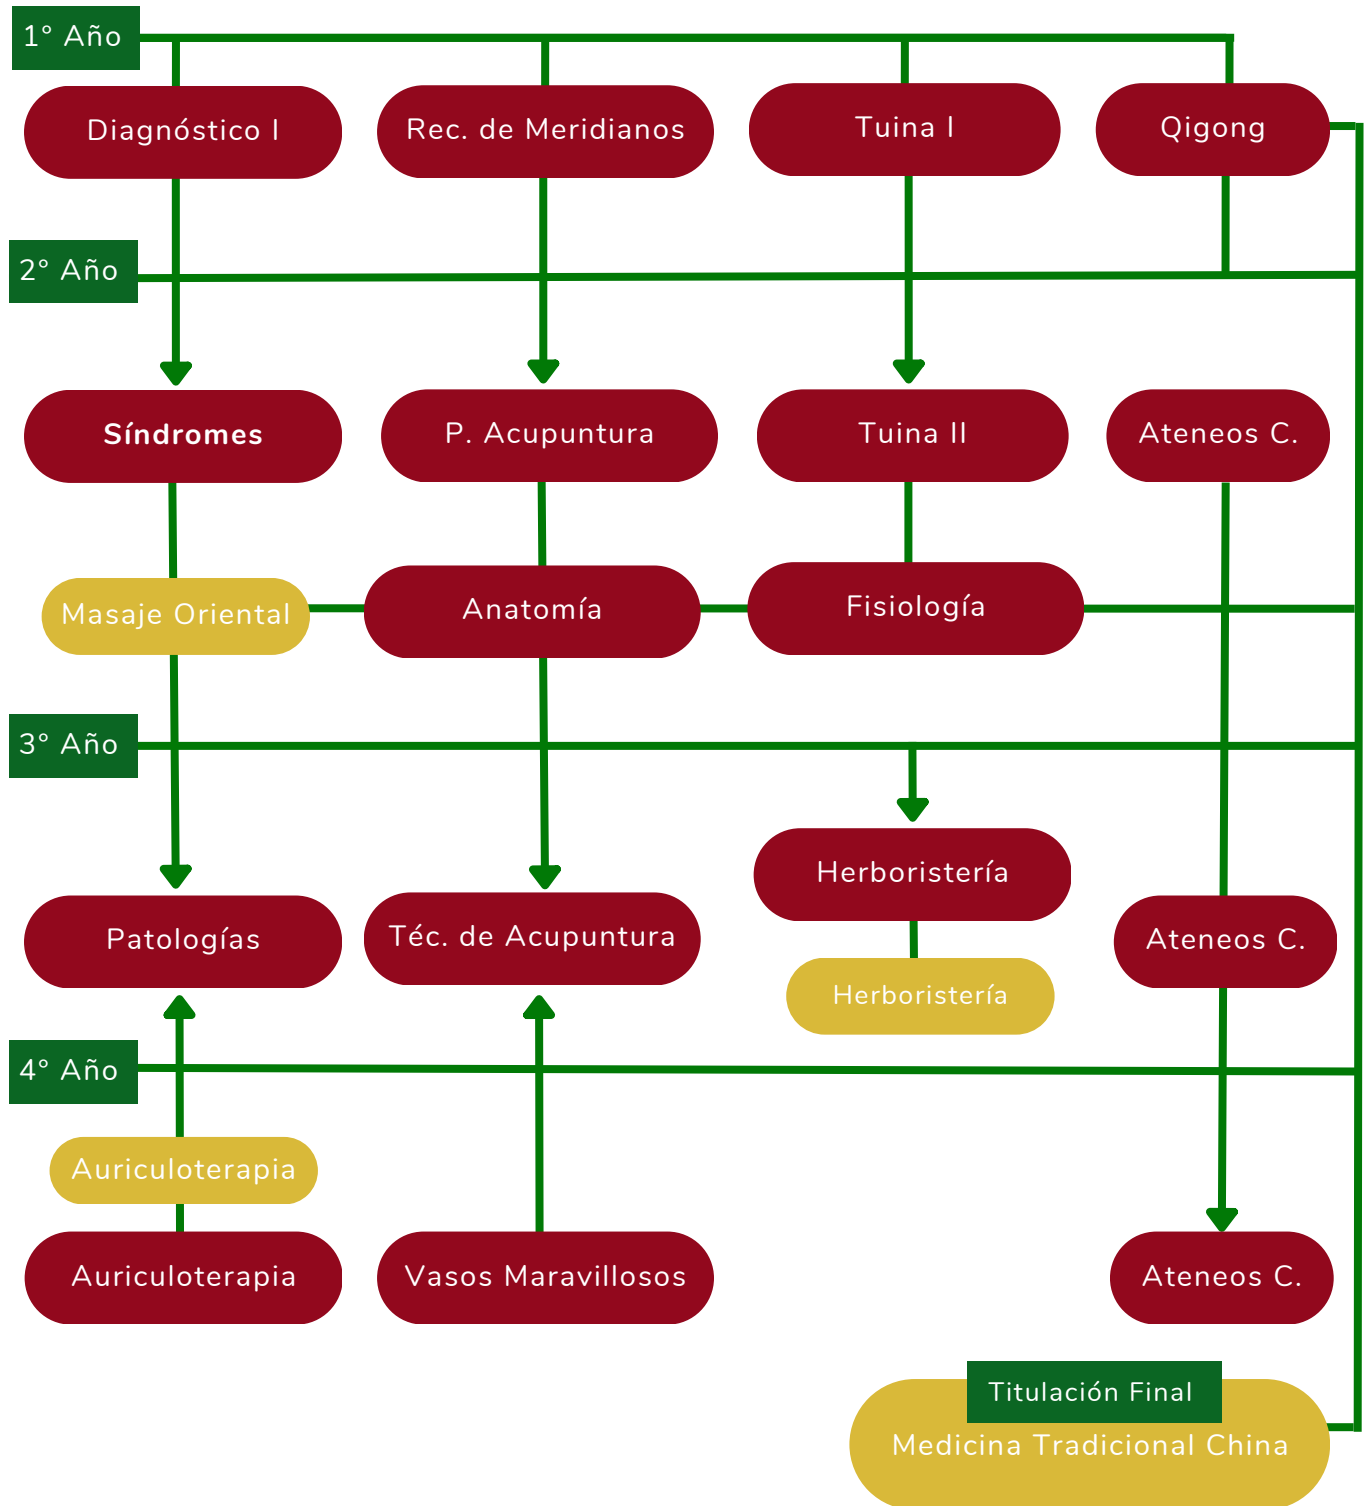 1° Año
Diagnóstico I
Rec. de Meridianos
Tuina I
Qigong
2° Año
Síndromes
P. Acupuntura
Tuina II
Ateneos C.
Masaje Oriental
Anatomía
Fisiología
3° Año
Herboristería
Patologías
Téc. de Acupuntura
Ateneos C.
Herboristería
4° Año
Auriculoterapia
Auriculoterapia
Vasos Maravillosos
Ateneos C.
Titulación Final
Medicina Tradicional China